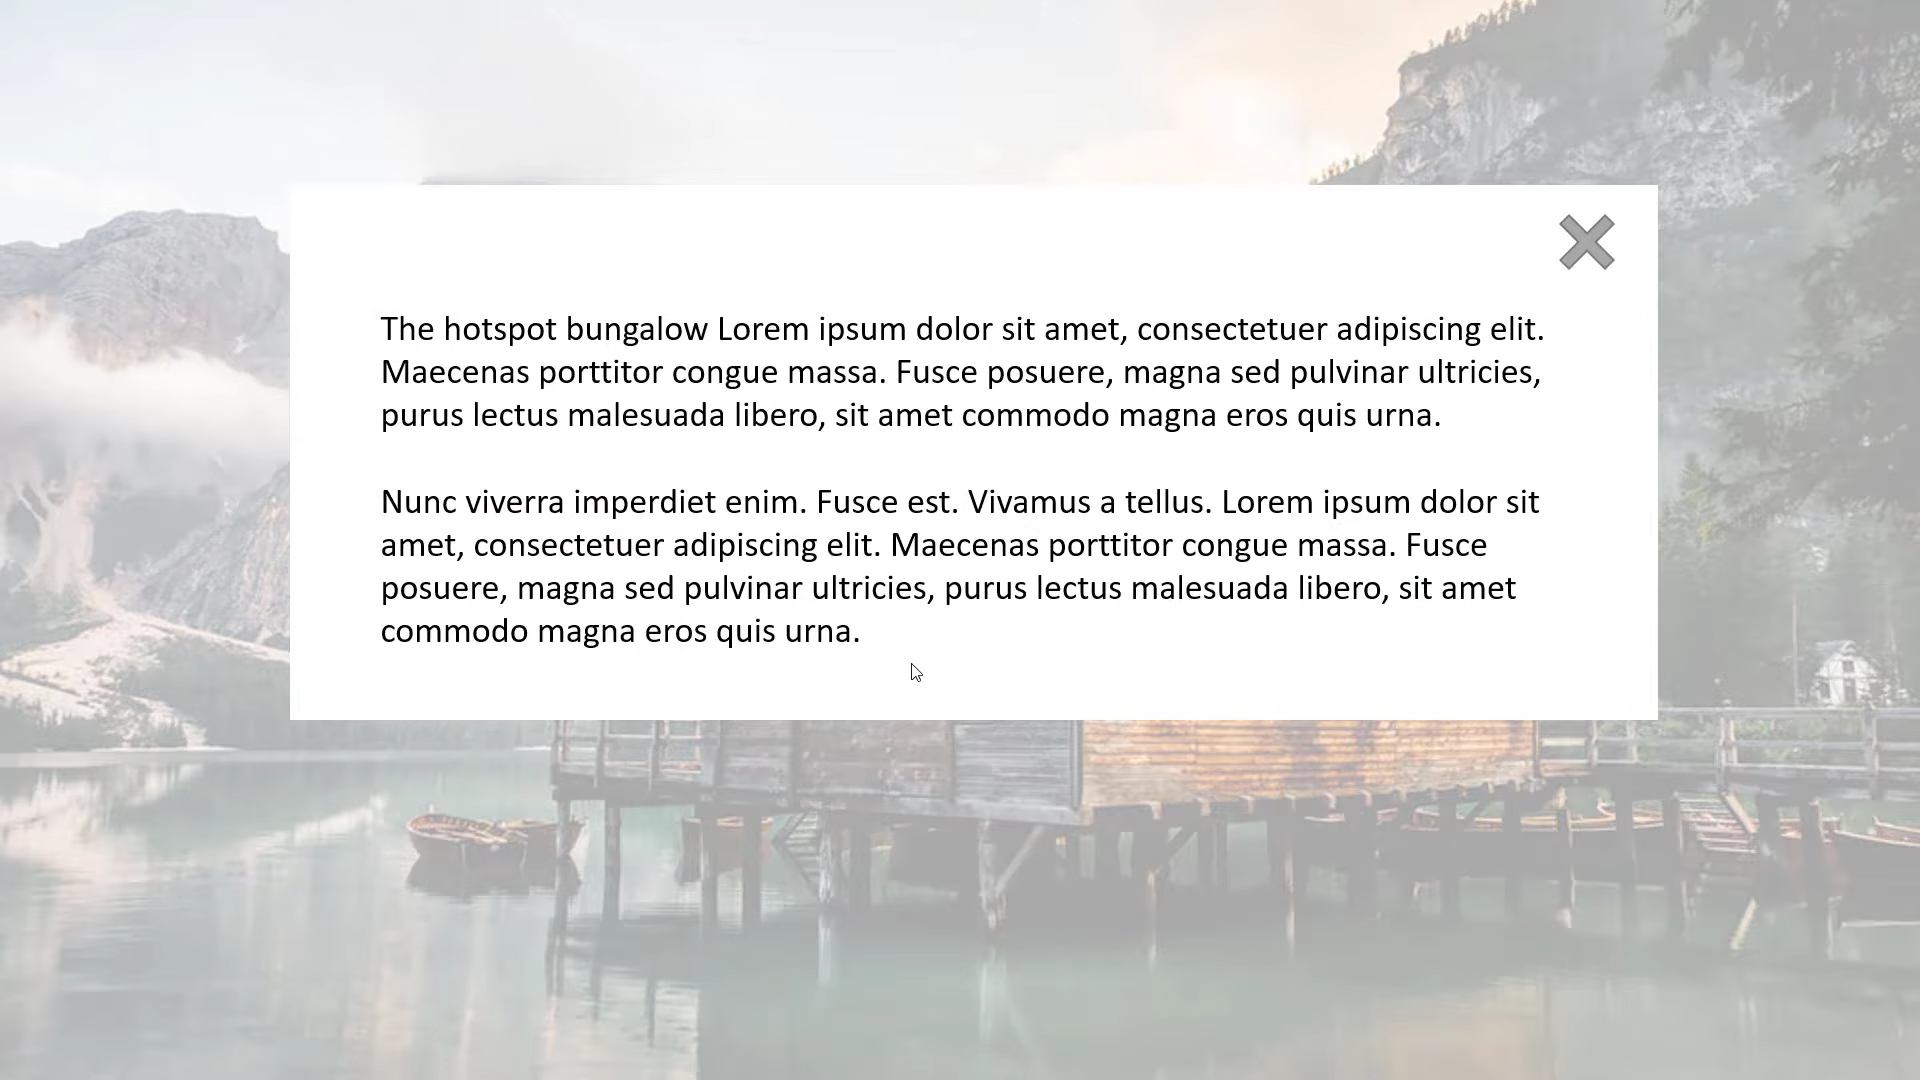 The hotspot bungalow Lorem ipsum dolor sit amet, consectetuer adipiscing elit.
Maecenas porttitor congue massa. Fusce posuere, magna sed pulvinar ultricies,
purus lectus malesuada libero, sit amet commodo magna eros quis urna.
Nunc viverra imperdiet enim. Fusce est. Vivamus a tellus. Lorem ipsum dolor sit
amet, consectetuer adipiscing elit. Maecenas porttitor congue massa. Fusce
posuere, magna sed pulvinar ultricies, purus lectus malesuada libero, sit amet
commodo magna eros quis urna.